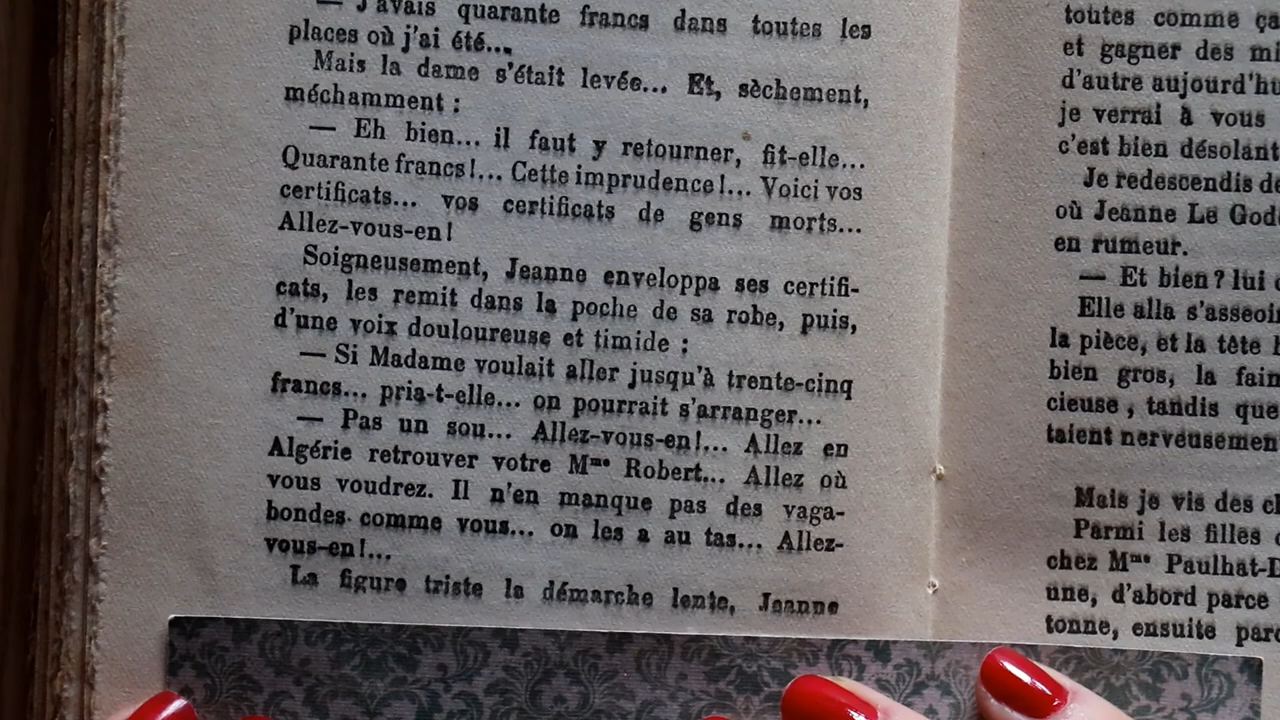 — J'avais quarante francs dans toutes les
places où j'ai été...
Mais la dame s'était levée... Et, sèchement,
méchamment :
— Eh bien... il faut y retourner, fit-elle...
Quarante francs!... Cette imprudence!... Voici vos
certificats... vos certificats de gens morts...
Allez-vous-en!
Soigneusement, Jeanne enveloppa ses certifi-
cats, les remit dans la poche de sa robe, puis,
d'une voix douloureuse et timide :
— Si Madame voulait aller jusqu'à trente-cinq
francs... pria-t-elle... on pourrait s'arranger...
— Pas un sou... Allez-vous-en!... Allez en
Algérie retrouver votre Mme Robert... Allez où
vous voudrez. Il n'en manque pas des vaga-
bondes comme vous... on les a au tas... Allez-
vous-en!...
La figure triste la démarche lente, Jeanne
toutes comme ça
et gagner des
d'autre aujourd'hu
je verrai à vous
c'est bien désolant
Je redescendis
où Jeanne Le
en rumeur.
— Et bien? lui
Elle alla s'asseoir
la pièce, et la tête
bien gros, la faim
cieuse, tandis que
taient nerveusemen
Mais je vis des
Parmi les filles
chez Mme Paulhat-D
une, d'abord parce
tonne, ensuite